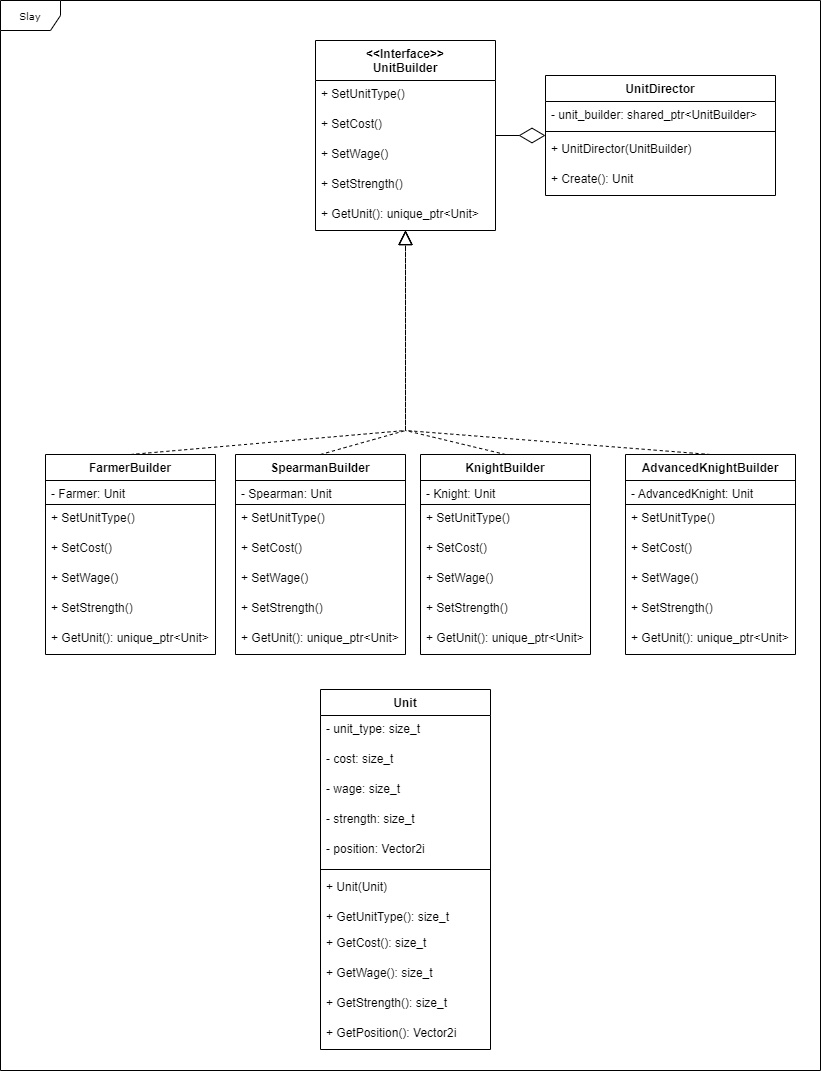 Slay
<<Interface>>
UnitBuilder
+ SetUnitType()
+ SetCost()
+ SetWage()
+ SetStrength()
+ GetUnit(): unique_ptr<Unit>
UnitDirector
- unit_builder: shared_ptr<UnitBuilder>
+ UnitDirector(UnitBuilder)
+ Create(): Unit
FarmerBuilder
- Farmer: Unit
+ SetUnitType()
+ SetCost()
+ SetWage()
+ SetStrength()
+ GetUnit(): unique_ptr<Unit>
SpearmanBuilder
- Spearman: Unit
+ SetUnitType()
+ SetCost()
+ SetWage()
+ SetStrength()
+ GetUnit(): unique_ptr<Unit>
KnightBuilder
- Knight: Unit
+ SetUnitType()
+ SetCost()
+ SetWage()
+ SetStrength()
+ GetUnit(): unique_ptr<Unit>
AdvancedKnightBuilder
- AdvancedKnight: Unit
+ SetUnitType()
+ SetCost()
+ SetWage()
+ SetStrength()
+ GetUnit(): unique_ptr<Unit>
Unit
- unit_type: size_t
- cost: size_t
- wage: size_t
- strength: size_t
- position: Vector2i
+ Unit(Unit)
+ GetUnitType(): size_t
+ GetCost(): size_t
+ GetWage(): size_t
+ GetStrength(): size_t
+ GetPosition(): Vector2i